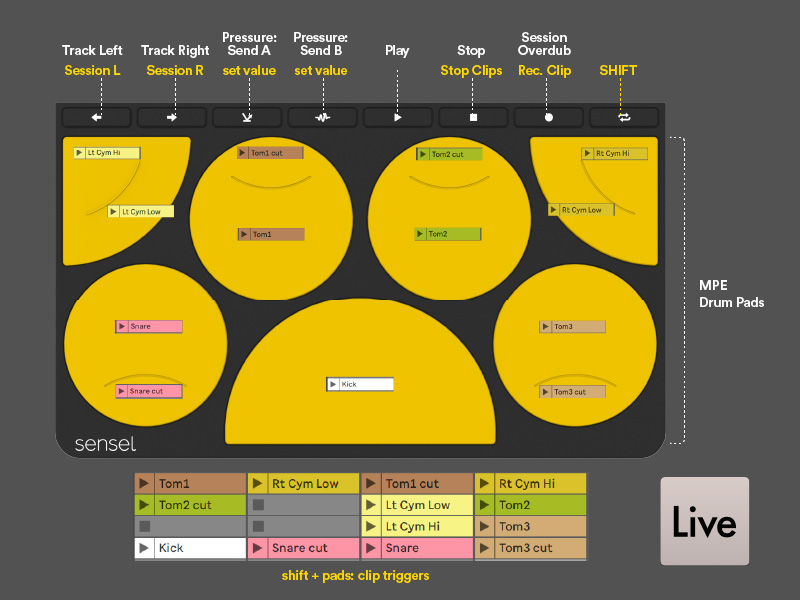 Track Left
Session L
Track Right
Session R
Pressure:
Send A
set value
Pressure:
Send B
set value
Play
Stop
Stop Clips
Session
Overdub
Rec. Clip
SHIFT
Lt Cym Hi
Lt Cym Low
Tom1 cut
Tom1
Tom2 cut
Tom2
Rt Cym Hi
Rt Cym Low
MPE
Drum Pads
Snare
Snare cut
Kick
Tom3
Tom3 cut
sensel
Tom1 Rt Cym Low Tom1 cut Rt Cym Hi
Tom2 cut Lt Cym Low Tom2
Lt Cym Hi Tom3
Kick Snare cut Snare Tom3 cut
shift + pads: clip triggers
Live